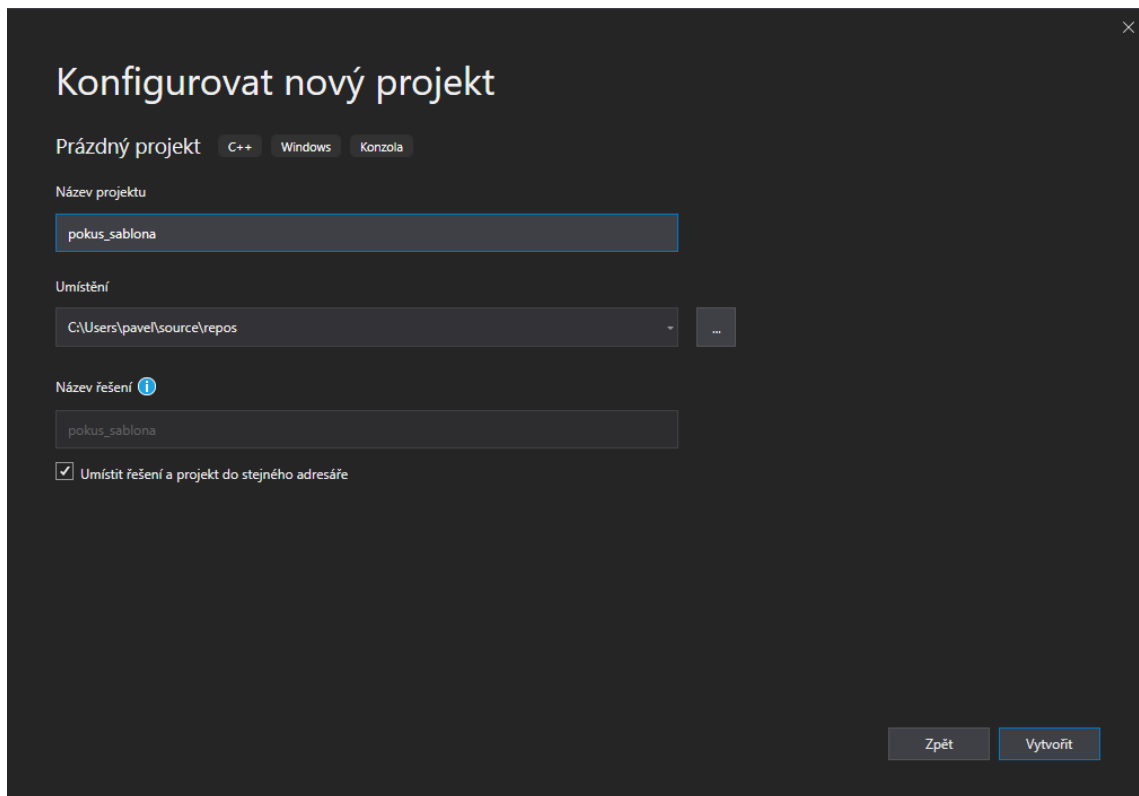 Konfigurovat nový projekt
Prázdný projekt C++ Windows Konzola
Název projektu
pokus_sablona
Umístění
C:\Users\pavel\source\repos
...
Název řešení
pokus_sablona
Umístit řešení a projekt do stejného adresáře
Zpět Vytvořit